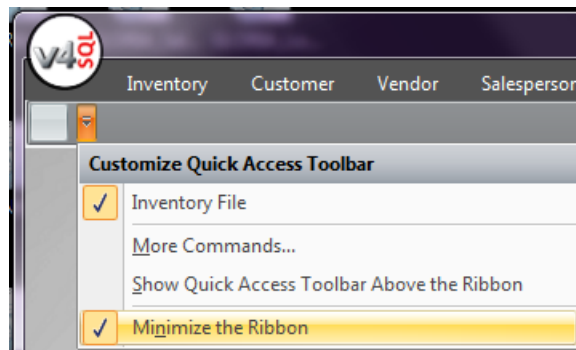 V4 SQL
Inventory Customer Vendor Salesperson
Customize Quick Access Toolbar
Inventory File
More Commands...
Show Quick Access Toolbar Above the Ribbon
Minimize the Ribbon